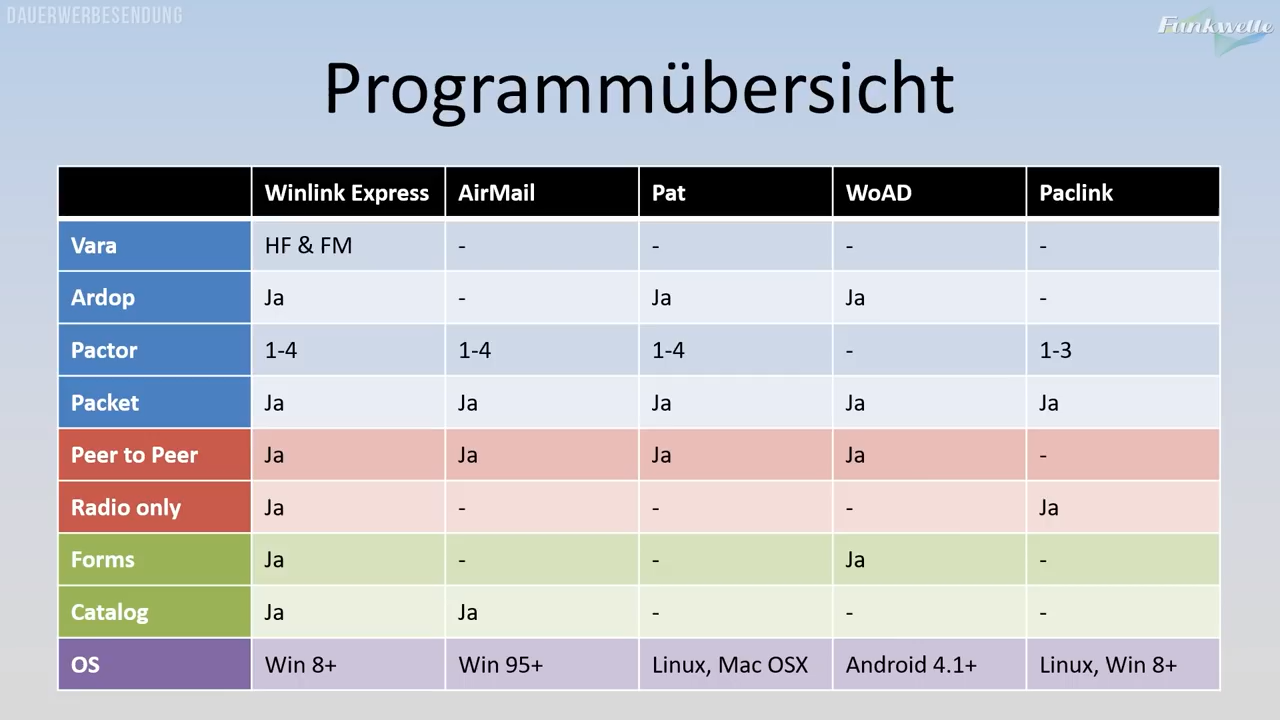 DAUERWERBESENDUNG
Funkwelle
Programmübersicht
Winlink Express AirMail Pat WoAD Paclink
Vara HF & FM - - - -
Ardop Ja - Ja Ja -
Pactor 1-4 1-4 1-4 - 1-3
Packet Ja Ja Ja Ja Ja
Peer to Peer Ja Ja Ja Ja -
Radio only Ja - - - Ja
Forms Ja - - Ja -
Catalog Ja Ja - - -
OS Win 8+ Win 95+ Linux, Mac OSX Android 4.1+ Linux, Win 8+